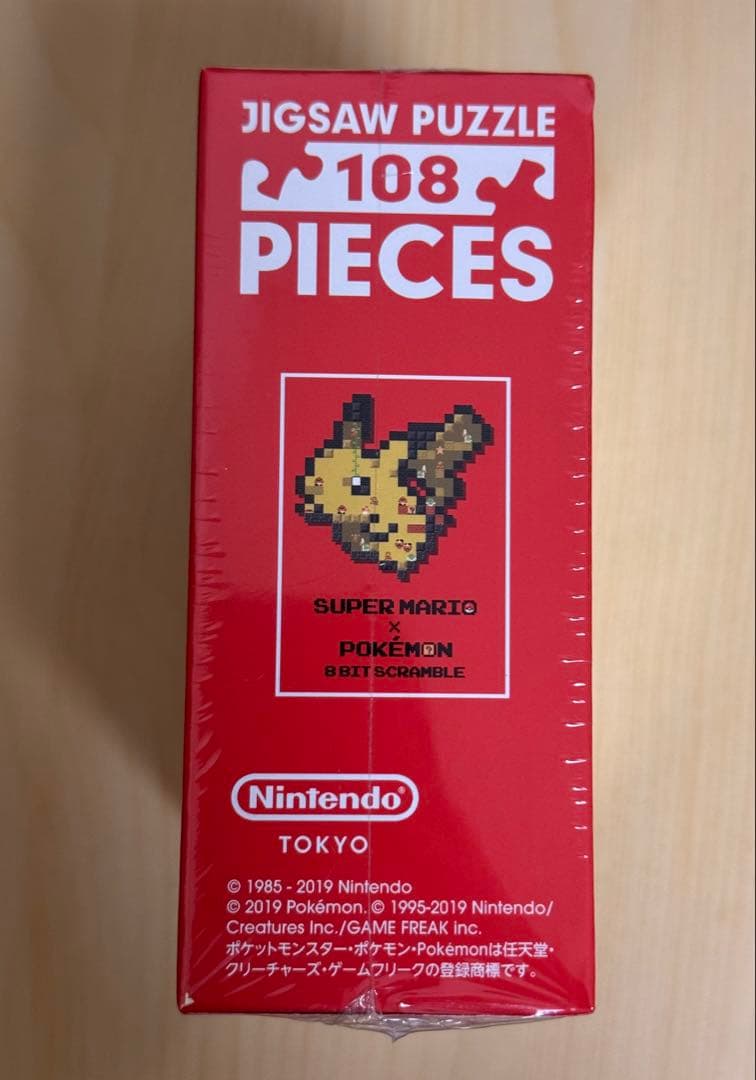 JIGSAW PUZZLE
108
PIECES
SUPER MARIO
×
POKÉMON
8 BIT SCRAMBLE
Nintendo®
TOKYO
© 1985 - 2019 Nintendo
© 2019 Pokémon. © 1995-2019 Nintendo/
Creatures Inc./GAME FREAK inc.
ポケットモンスター・ポケモン・Pokémonは任天堂・
クリーチャーズ・ゲームフリークの登録商標です。